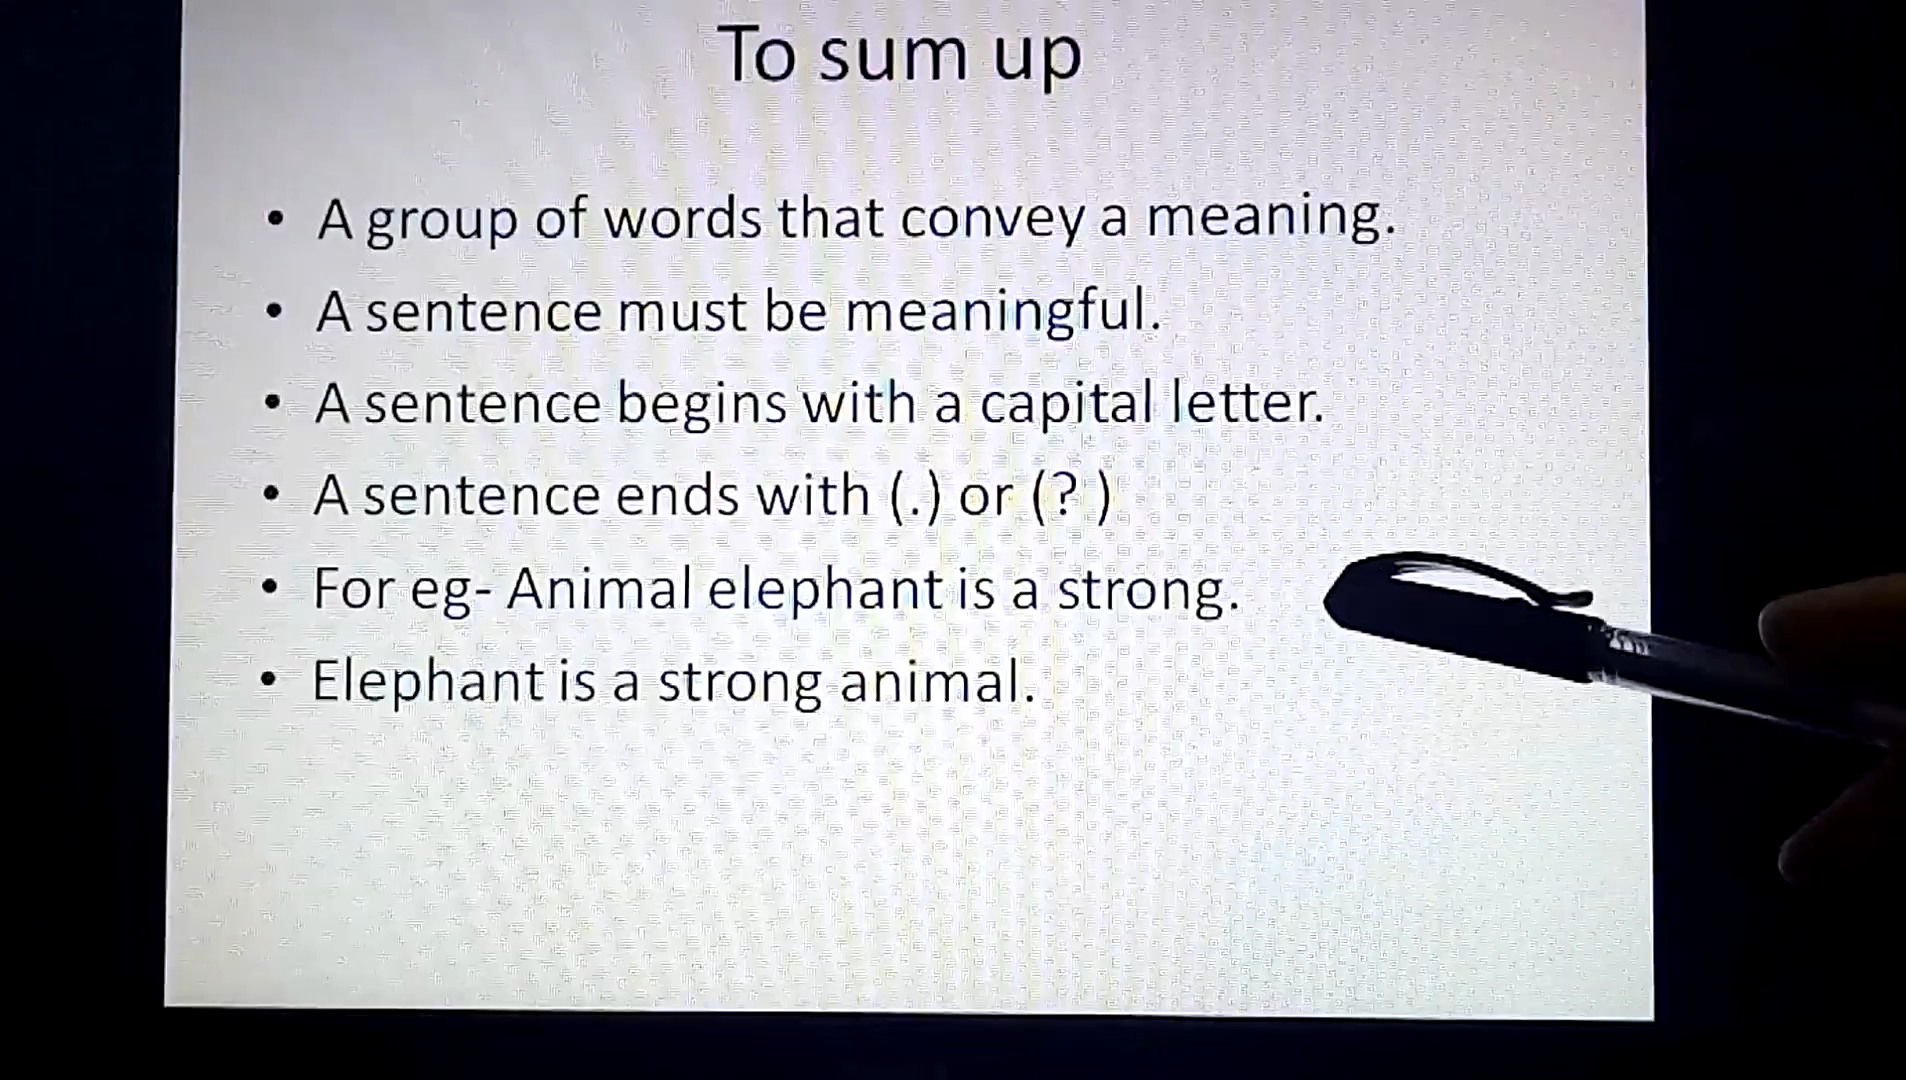 To sum up
• A group of words that convey a meaning.
• A sentence must be meaningful.
• A sentence begins with a capital letter.
• A sentence ends with (.) or (? )
• For eg- Animal elephant is a strong.
• Elephant is a strong animal.